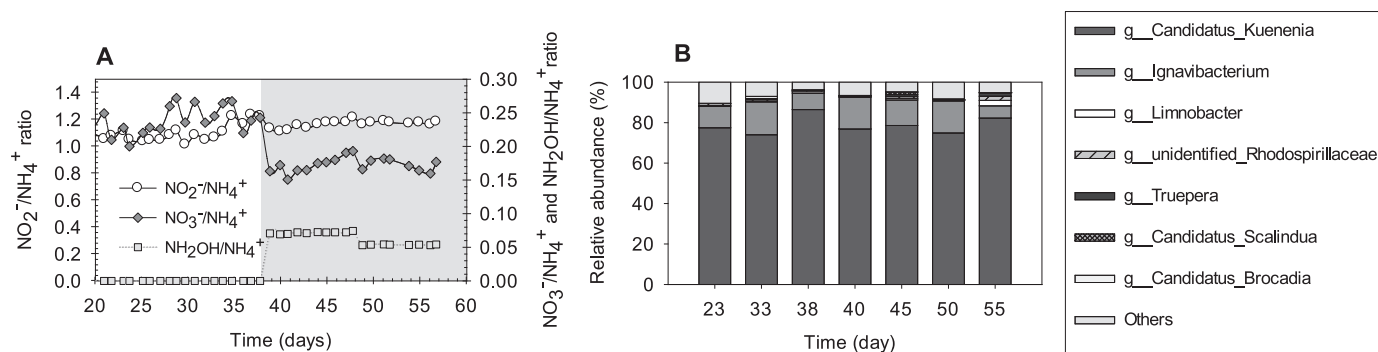 A
NO₂⁻/NH₄⁺ ratio
1.4
1.2
1.0
0.8
0.6
0.4
0.2
0.0
NO₂⁻/NH₄⁺
NO₃⁻/NH₄⁺
NH₂OH/NH₄⁺
20 25 30 35 40 45 50 55 60
Time (days)
0.30
0.25
0.20
0.15
0.10
0.05
0.00
NO₃⁻/NH₄⁺ and NH₂OH/NH₄⁺ ratio
B
Relative abundance (%)
100
80
60
40
20
0
23 33 38 40 45 50 55
Time (day)
g__Candidatus_Kuenenia
g__Ignavibacterium
g__Limnobacter
g__unidentified_Rhodospirillaceae
g__Truepera
g__Candidatus_Scalindua
g__Candidatus_Brocadia
Others